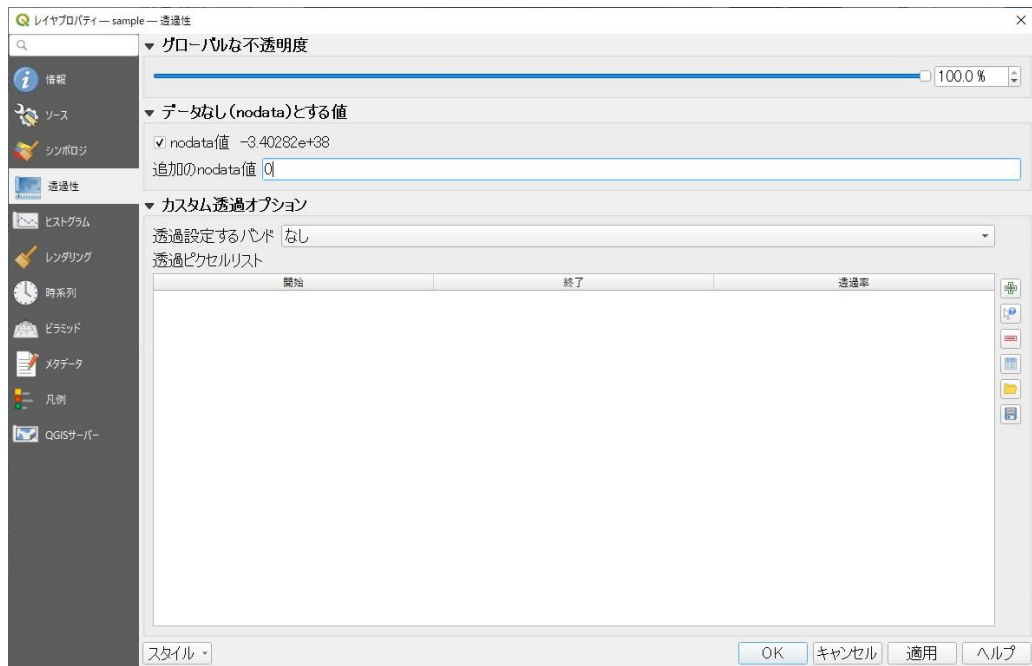 レイヤプロパティ — sample — 透過性
情報
ソース
シンボロジ
透過性
ヒストグラム
レンダリング
時系列
ピラミッド
メタデータ
凡例
QGISサーバー
グローバルな不透明度
100.0 %
データなし(nodata)とする値
nodata値 -3.40282e+38
追加のnodata値 0
カスタム透過オプション
透過設定するバンド なし
透過ピクセルリスト
開始 終了 透過率
スタイル
OK キャンセル 適用 ヘルプ